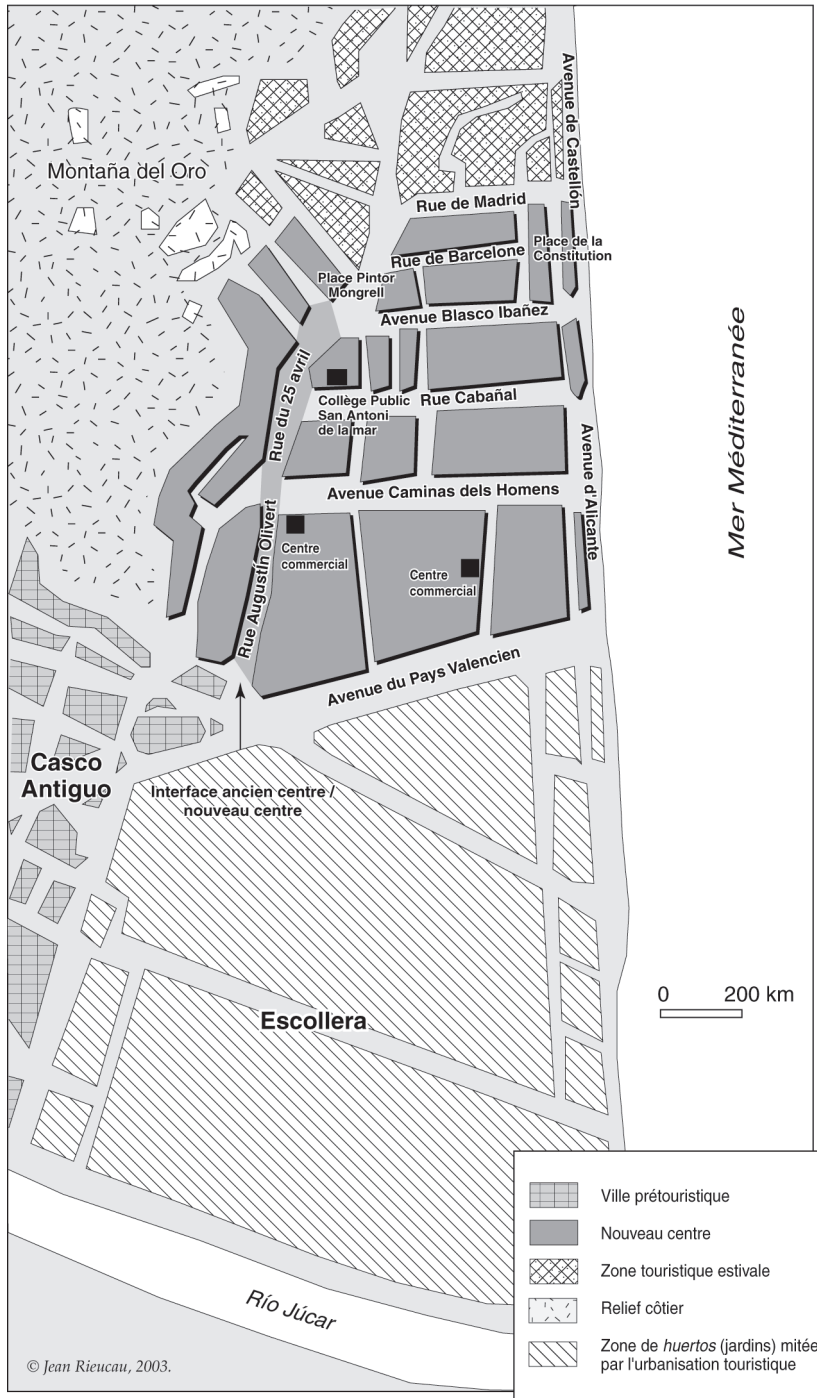 Avenue de Castellón
Montaña del Oro
Rue de Madrid
Rue de Barcelone
Place de la
Constitution
Place Pintor
Mongrell
Avenue Blasco Ibañez
Rue du 25 avril
Collège Public
San Antoni
de la mar
Rue Cabañal
Mer Méditerranée
Avenue d'Alicante
Avenue Caminas dels Homens
Rue Augustín Olivert
Centre
commercial
Centre
commercial
Avenue du Pays Valencien
Casco
Antiguo
Interface ancien centre /
nouveau centre
0 200 km
Escollera
Río Júcar
Ville prétouristique
Nouveau centre
Zone touristique estivale
Relief côtier
Zone de huertos (jardins) mitée
par l'urbanisation touristique
© Jean Rieucau, 2003.